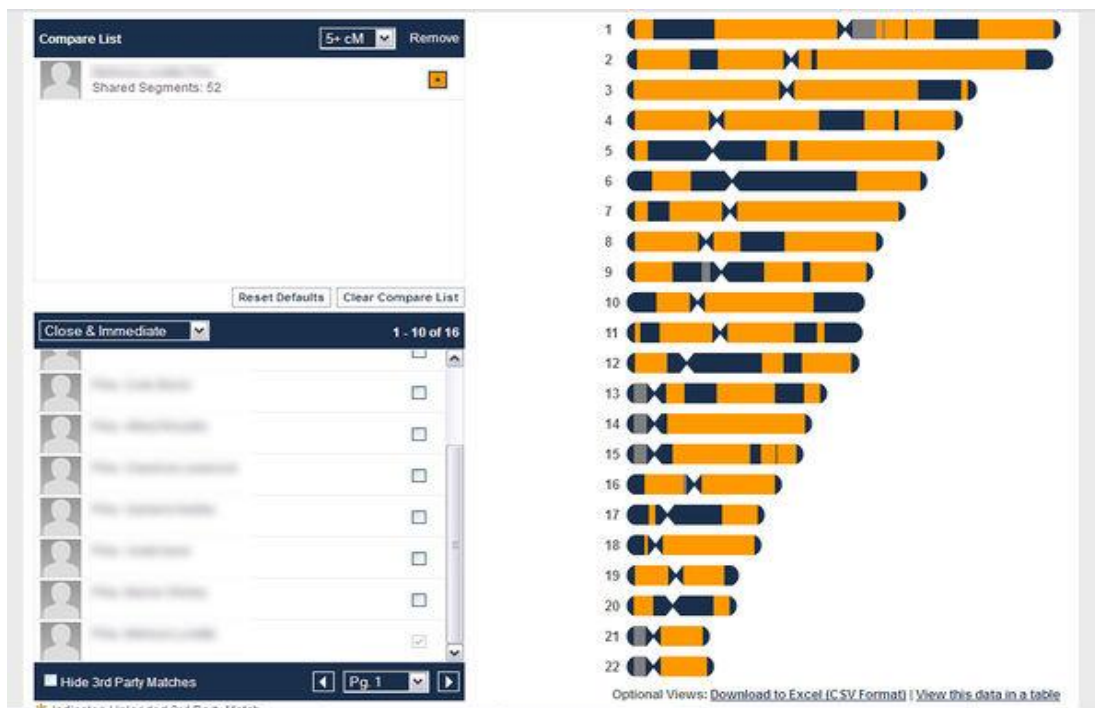 Compare List
5+ cM
Remove
Shared Segments: 52
Reset Defaults
Clear Compare List
Close & Immediate
1 - 10 of 16
Hide 3rd Party Matches
Pg. 1
1
2
3
4
5
6
7
8
9
10
11
12
13
14
15
16
17
18
19
20
21
22
Optional Views: Download to Excel (CSV Format) | View this data in a table